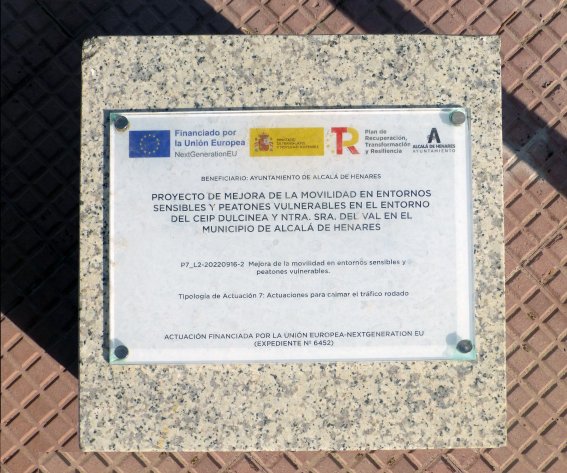 Financiado por
la Unión Europea
NextGenerationEU
Plan de
Recuperación,
Transformación
y Resiliencia
TR
ALCALÁ DE HENARES
AYUNTAMIENTO
BENEFICIARIO: AYUNTAMIENTO DE ALCALÁ DE HENARES
PROYECTO DE MEJORA DE LA MOVILIDAD EN ENTORNOS
SENSIBLES Y PEATONES VULNERABLES EN EL ENTORNO
DEL CEIP DULCINEA Y NTRA. SRA. DEL VAL EN EL
MUNICIPIO DE ALCALÁ DE HENARES
P7_L2-20220916-2 Mejora de la movilidad en entornos sensibles y
peatones vulnerables.
Tipología de Actuación 7: Actuaciones para calmar el tráfico rodado
ACTUACIÓN FINANCIADA POR LA UNIÓN EUROPEA-NEXTGENERATION EU
(EXPEDIENTE Nº 6452)